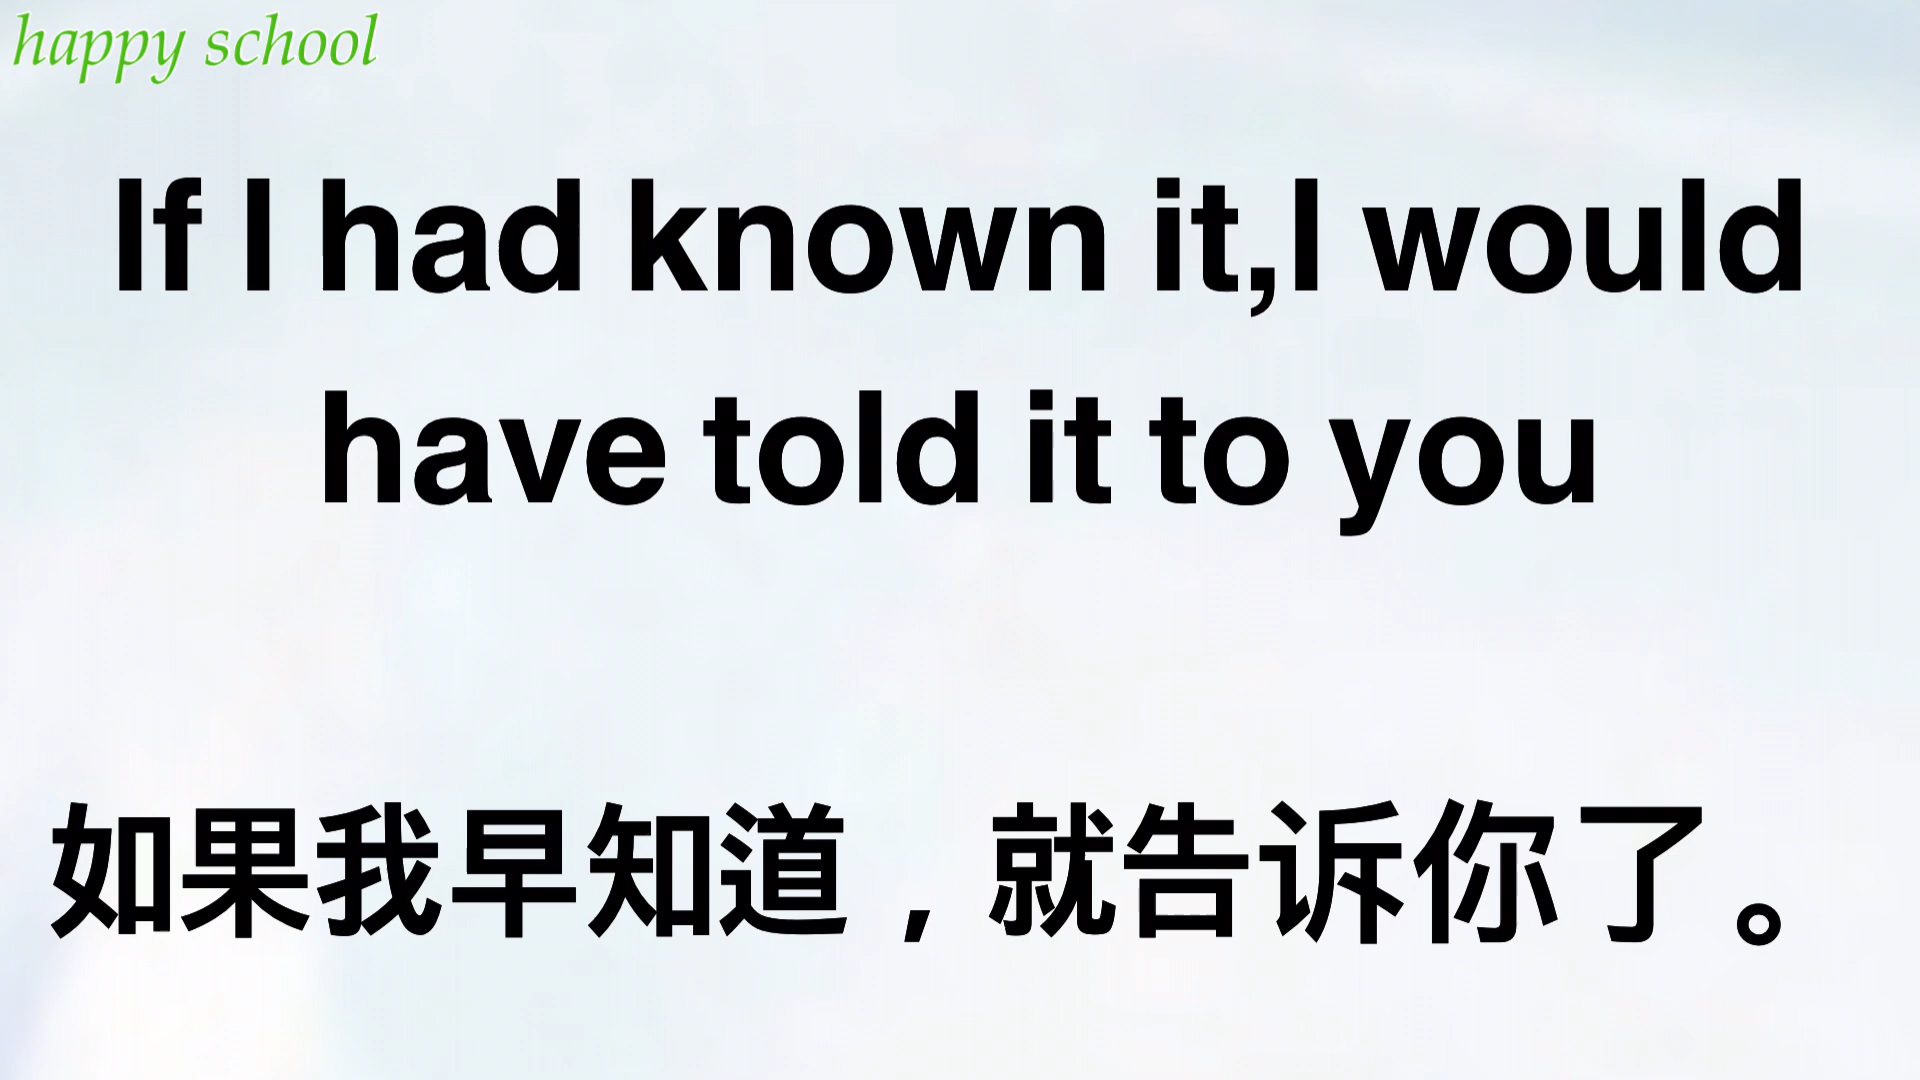 happy school
If I had known it,I would
have told it to you
如果我早知道，就告诉你了。